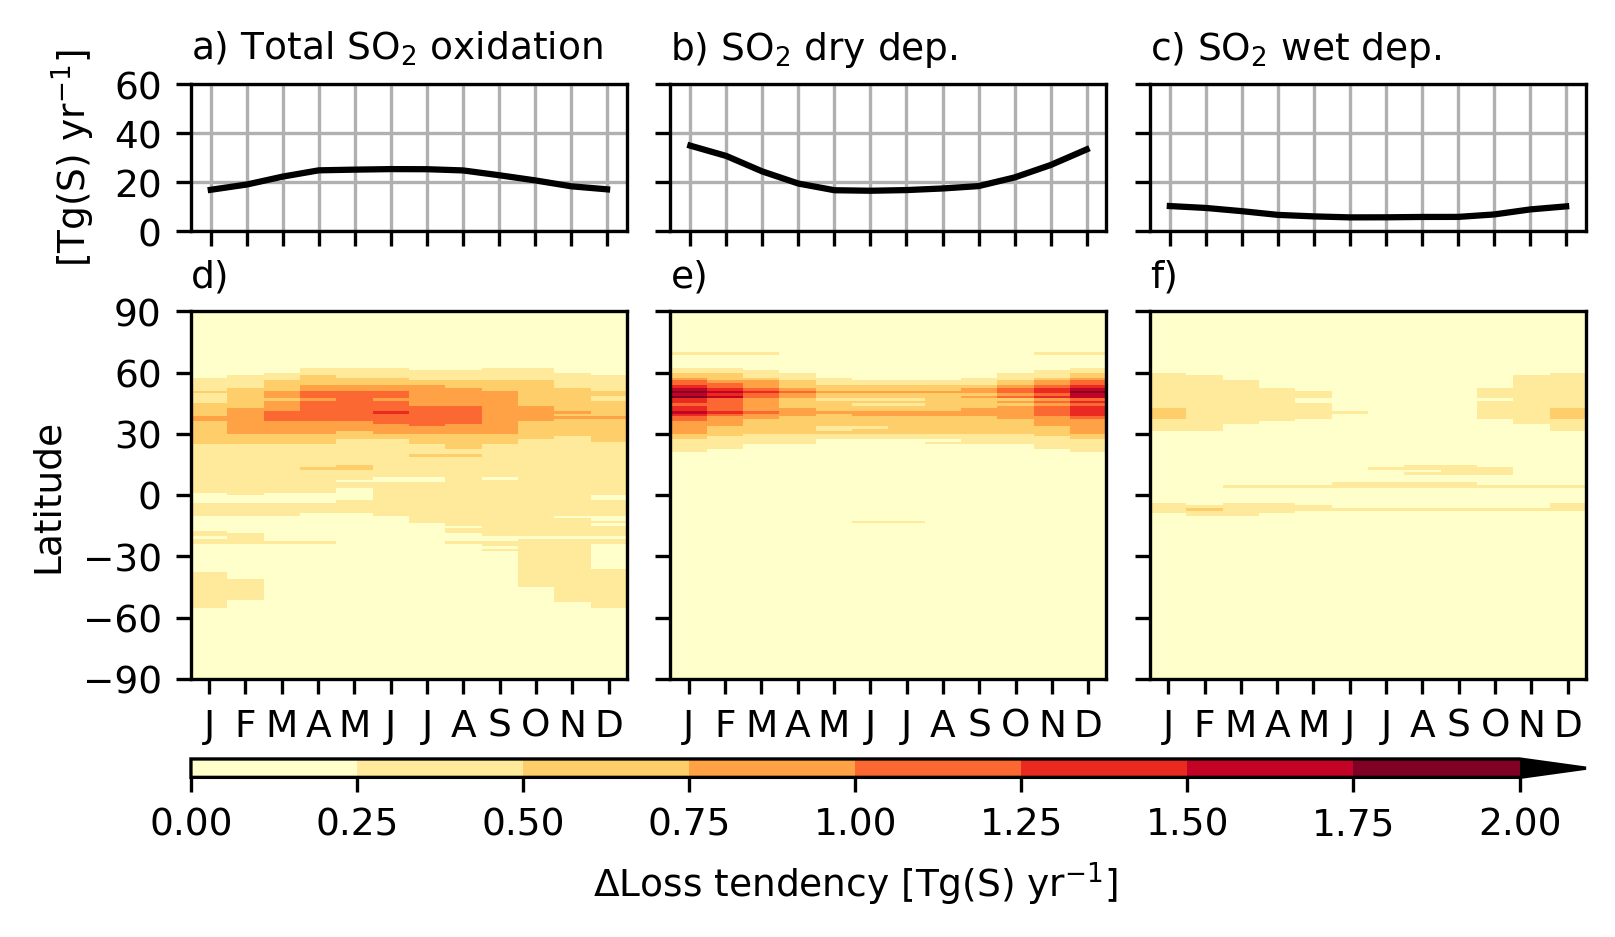 a) Total SO₂ oxidation b) SO₂ dry dep. c) SO₂ wet dep.
[Tg(S) yr⁻¹]
60
40
20
0
d) e) f)
Latitude
90
60
30
0
−30
−60
−90
J F M A M J J A S O N D J F M A M J J A S O N D J F M A M J J A S O N D
0.00 0.25 0.50 0.75 1.00 1.25 1.50 1.75 2.00
ΔLoss tendency [Tg(S) yr⁻¹]